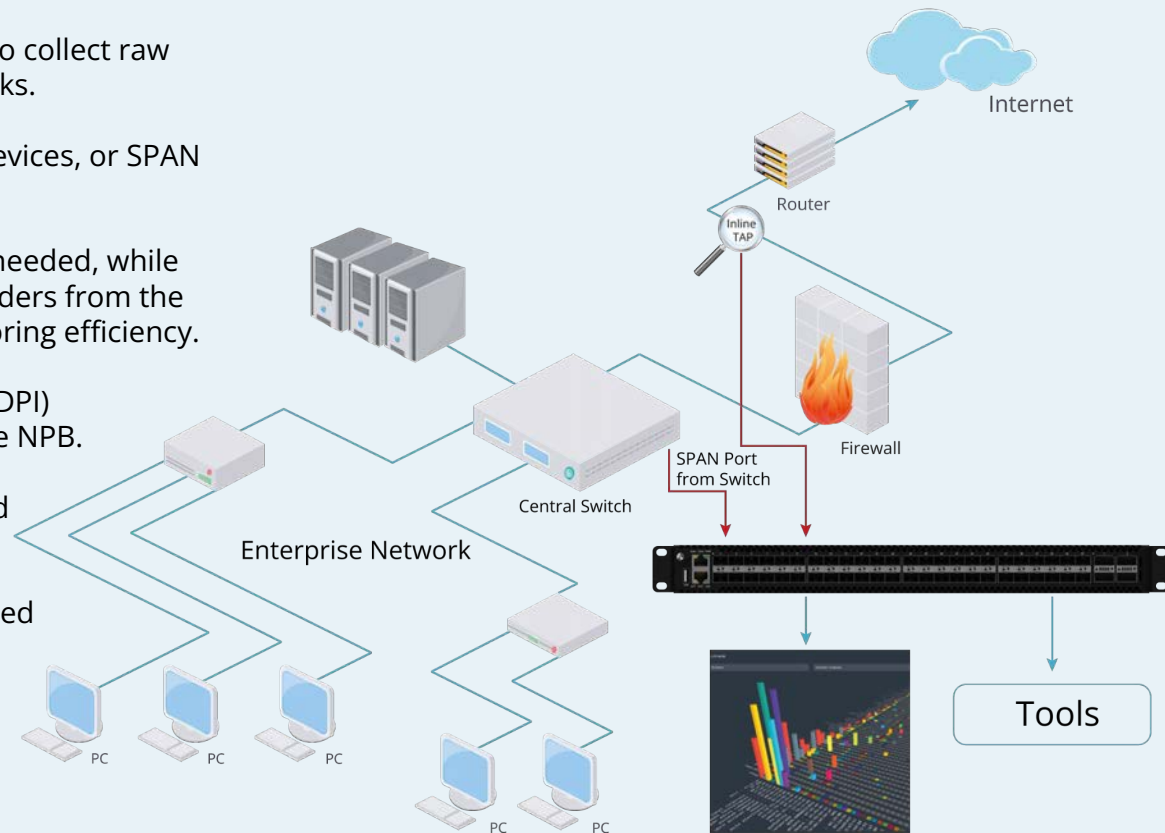 o collect raw
ks.
evices, or SPAN
needed, while
ders from the
oring efficiency.
DPI)
e NPB.
d
ed
Internet
Router
Inline
TAP
Firewall
SPAN Port
from Switch
Central Switch
Enterprise Network
Tools
PC
PC
PC
PC
PC